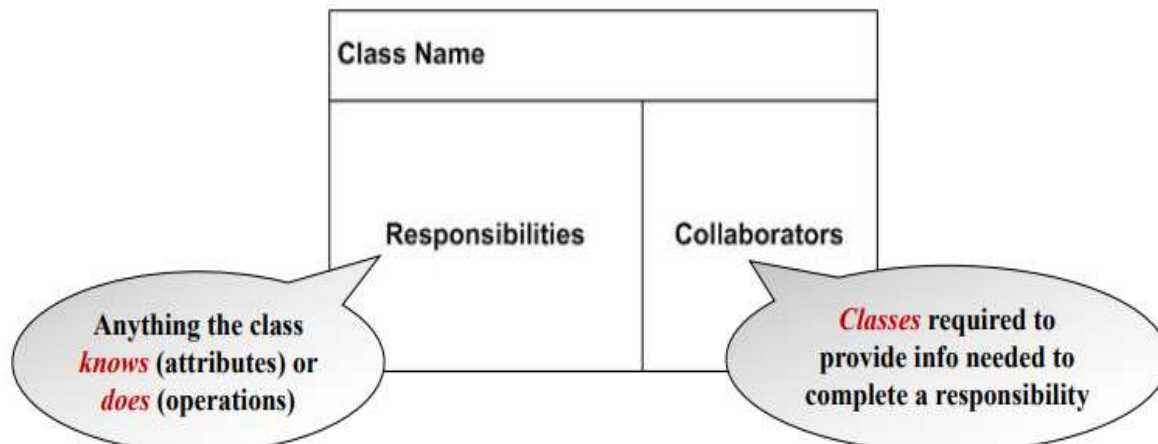 Class Name
Responsibilities
Collaborators
Anything the class
knows (attributes) or
does (operations)
Classes required to
provide info needed to
complete a responsibility